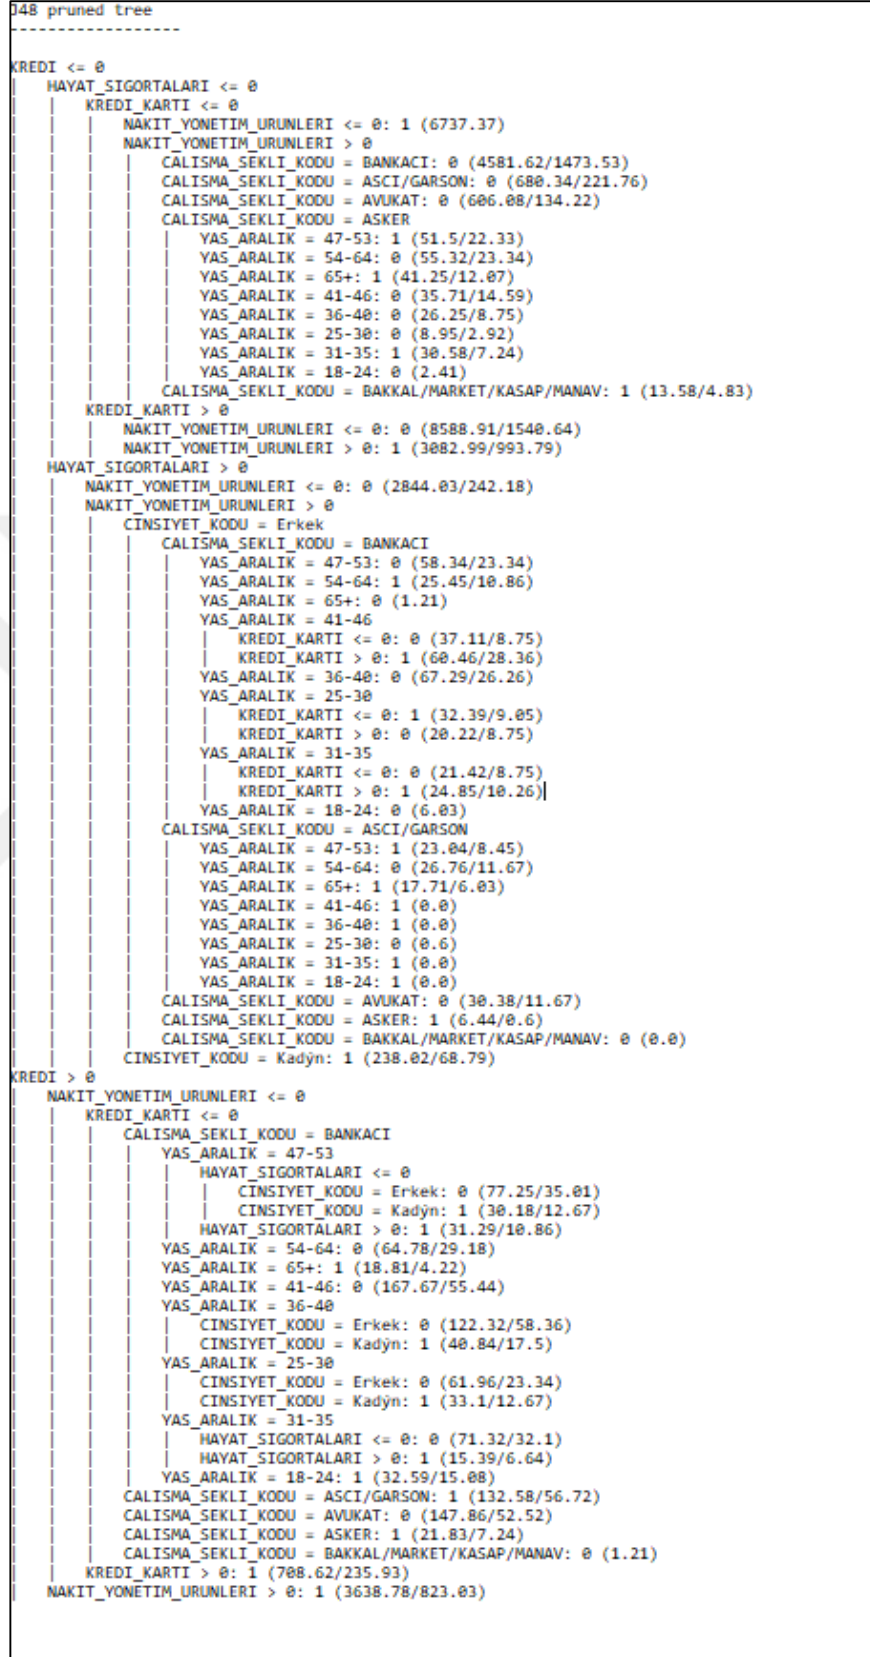 J48 pruned tree
------------------
KREDI <= 0
|   HAYAT_SIGORTALARI <= 0
|   |   KREDI_KARTI <= 0
|   |   |   NAKIT_YONETIM_URUNLERI <= 0: 1 (6737.37)
|   |   |   NAKIT_YONETIM_URUNLERI > 0
|   |   |   |   CALISMA_SEKLI_KODU = BANKACI: 0 (4581.62/1473.53)
|   |   |   |   CALISMA_SEKLI_KODU = ASCI/GARSON: 0 (680.34/221.76)
|   |   |   |   CALISMA_SEKLI_KODU = AVUKAT: 0 (606.08/134.22)
|   |   |   |   CALISMA_SEKLI_KODU = ASKER
|   |   |   |   |   YAS_ARALIK = 47-53: 1 (51.5/22.33)
|   |   |   |   |   YAS_ARALIK = 54-64: 0 (55.32/23.34)
|   |   |   |   |   YAS_ARALIK = 65+: 1 (41.25/12.07)
|   |   |   |   |   YAS_ARALIK = 41-46: 0 (35.71/14.59)
|   |   |   |   |   YAS_ARALIK = 36-40: 0 (26.25/8.75)
|   |   |   |   |   YAS_ARALIK = 25-30: 0 (8.95/2.92)
|   |   |   |   |   YAS_ARALIK = 31-35: 1 (30.58/7.24)
|   |   |   |   |   YAS_ARALIK = 18-24: 0 (2.41)
|   |   |   |   CALISMA_SEKLI_KODU = BAKKAL/MARKET/KASAP/MANAV: 1 (13.58/4.83)
|   |   KREDI_KARTI > 0
|   |   |   NAKIT_YONETIM_URUNLERI <= 0: 0 (8588.91/1540.64)
|   |   |   NAKIT_YONETIM_URUNLERI > 0: 1 (3082.99/993.79)
|   HAYAT_SIGORTALARI > 0
|   |   NAKIT_YONETIM_URUNLERI <= 0: 0 (2844.03/242.18)
|   |   NAKIT_YONETIM_URUNLERI > 0
|   |   |   CINSIYET_KODU = Erkek
|   |   |   |   CALISMA_SEKLI_KODU = BANKACI
|   |   |   |   |   YAS_ARALIK = 47-53: 0 (58.34/23.34)
|   |   |   |   |   YAS_ARALIK = 54-64: 1 (25.45/10.86)
|   |   |   |   |   YAS_ARALIK = 65+: 0 (1.21)
|   |   |   |   |   YAS_ARALIK = 41-46
|   |   |   |   |   |   KREDI_KARTI <= 0: 0 (37.11/8.75)
|   |   |   |   |   |   KREDI_KARTI > 0: 1 (60.46/28.36)
|   |   |   |   |   YAS_ARALIK = 36-40: 0 (67.29/26.26)
|   |   |   |   |   YAS_ARALIK = 25-30
|   |   |   |   |   |   KREDI_KARTI <= 0: 1 (32.39/9.05)
|   |   |   |   |   |   KREDI_KARTI > 0: 0 (20.22/8.75)
|   |   |   |   |   YAS_ARALIK = 31-35
|   |   |   |   |   |   KREDI_KARTI <= 0: 0 (21.42/8.75)
|   |   |   |   |   |   KREDI_KARTI > 0: 1 (24.85/10.26)
|   |   |   |   |   YAS_ARALIK = 18-24: 0 (6.03)
|   |   |   |   CALISMA_SEKLI_KODU = ASCI/GARSON
|   |   |   |   |   YAS_ARALIK = 47-53: 1 (23.04/8.45)
|   |   |   |   |   YAS_ARALIK = 54-64: 0 (26.76/11.67)
|   |   |   |   |   YAS_ARALIK = 65+: 1 (17.71/6.03)
|   |   |   |   |   YAS_ARALIK = 41-46: 1 (0.0)
|   |   |   |   |   YAS_ARALIK = 36-40: 1 (0.0)
|   |   |   |   |   YAS_ARALIK = 25-30: 0 (0.6)
|   |   |   |   |   YAS_ARALIK = 31-35: 1 (0.0)
|   |   |   |   |   YAS_ARALIK = 18-24: 1 (0.0)
|   |   |   |   CALISMA_SEKLI_KODU = AVUKAT: 0 (30.38/11.67)
|   |   |   |   CALISMA_SEKLI_KODU = ASKER: 1 (6.44/0.6)
|   |   |   |   CALISMA_SEKLI_KODU = BAKKAL/MARKET/KASAP/MANAV: 0 (0.0)
|   |   |   CINSIYET_KODU = Kadýn: 1 (238.02/68.79)
KREDI > 0
|   NAKIT_YONETIM_URUNLERI <= 0
|   |   KREDI_KARTI <= 0
|   |   |   CALISMA_SEKLI_KODU = BANKACI
|   |   |   |   YAS_ARALIK = 47-53
|   |   |   |   |   HAYAT_SIGORTALARI <= 0
|   |   |   |   |   |   CINSIYET_KODU = Erkek: 0 (77.25/35.01)
|   |   |   |   |   |   CINSIYET_KODU = Kadýn: 1 (30.18/12.67)
|   |   |   |   |   HAYAT_SIGORTALARI > 0: 1 (31.29/10.86)
|   |   |   |   YAS_ARALIK = 54-64: 0 (64.78/29.18)
|   |   |   |   YAS_ARALIK = 65+: 1 (18.81/4.22)
|   |   |   |   YAS_ARALIK = 41-46: 0 (167.67/55.44)
|   |   |   |   YAS_ARALIK = 36-40
|   |   |   |   |   CINSIYET_KODU = Erkek: 0 (122.32/58.36)
|   |   |   |   |   CINSIYET_KODU = Kadýn: 1 (40.84/17.5)
|   |   |   |   YAS_ARALIK = 25-30
|   |   |   |   |   CINSIYET_KODU = Erkek: 0 (61.96/23.34)
|   |   |   |   |   CINSIYET_KODU = Kadýn: 1 (33.1/12.67)
|   |   |   |   YAS_ARALIK = 31-35
|   |   |   |   |   HAYAT_SIGORTALARI <= 0: 0 (71.32/32.1)
|   |   |   |   |   HAYAT_SIGORTALARI > 0: 1 (15.39/6.64)
|   |   |   |   YAS_ARALIK = 18-24: 1 (32.59/15.08)
|   |   |   CALISMA_SEKLI_KODU = ASCI/GARSON: 1 (132.58/56.72)
|   |   |   CALISMA_SEKLI_KODU = AVUKAT: 0 (147.86/52.52)
|   |   |   CALISMA_SEKLI_KODU = ASKER: 1 (21.83/7.24)
|   |   |   CALISMA_SEKLI_KODU = BAKKAL/MARKET/KASAP/MANAV: 0 (1.21)
|   |   KREDI_KARTI > 0: 1 (708.62/235.93)
|   NAKIT_YONETIM_URUNLERI > 0: 1 (3638.78/823.03)